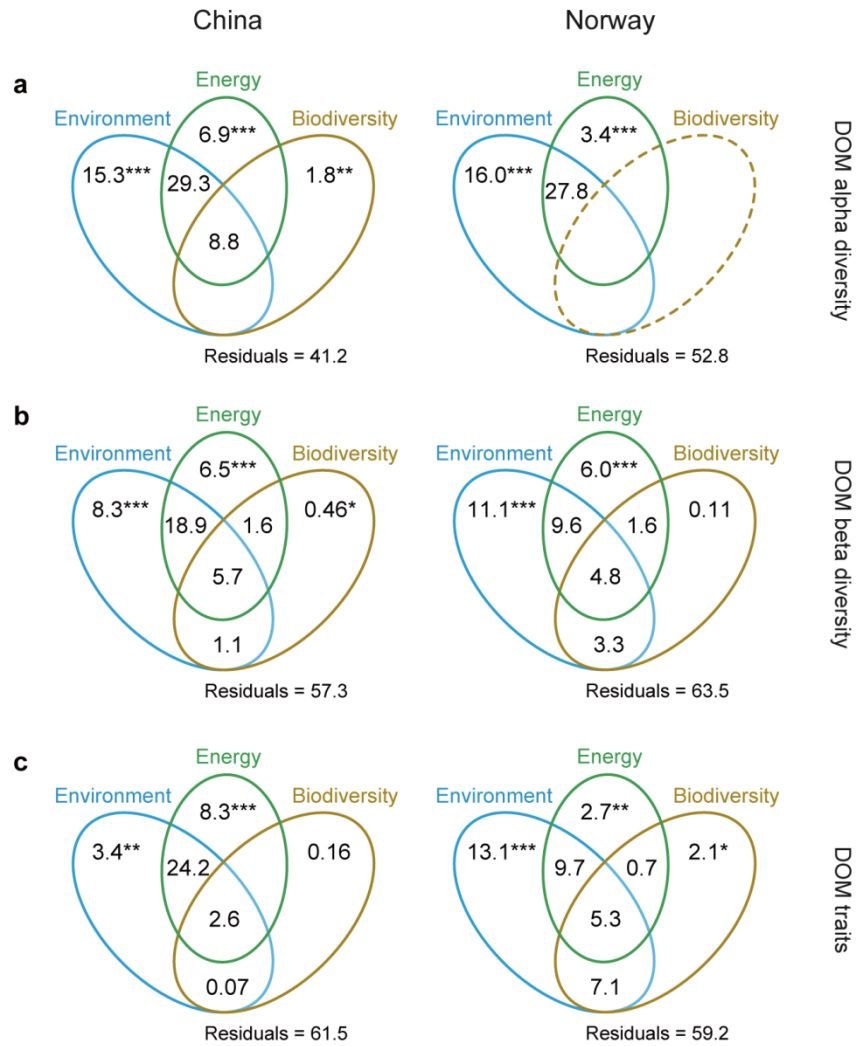 China
Norway
a
Energy
Environment
Biodiversity
6.9***
15.3***
29.3
1.8**
8.8
Residuals = 41.2
Energy
Environment
Biodiversity
3.4***
16.0***
27.8
Residuals = 52.8
DOM alpha diversity
b
Energy
Environment
Biodiversity
6.5***
8.3***
18.9
1.6
0.46*
5.7
1.1
Residuals = 57.3
Energy
Environment
Biodiversity
6.0***
11.1***
9.6
1.6
0.11
4.8
3.3
Residuals = 63.5
DOM beta diversity
c
Energy
Environment
Biodiversity
8.3***
3.4**
24.2
0.16
2.6
0.07
Residuals = 61.5
Energy
Environment
Biodiversity
2.7**
13.1***
9.7
0.7
2.1*
5.3
7.1
Residuals = 59.2
DOM traits